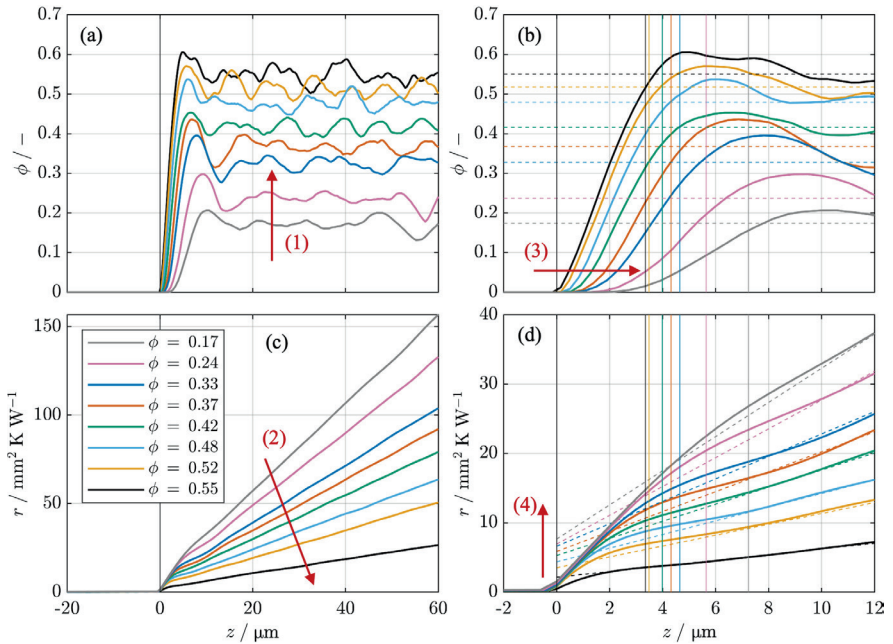 (a)
0.7
0.6
0.5
0.4
0.3
0.2
0.1
0
ϕ / −
(1)
(b)
0.7
0.6
0.5
0.4
0.3
0.2
0.1
0
ϕ / −
(3)
(c)
150
100
50
0
r / mm² K W⁻¹
ϕ = 0.17
ϕ = 0.24
ϕ = 0.33
ϕ = 0.37
ϕ = 0.42
ϕ = 0.48
ϕ = 0.52
ϕ = 0.55
(2)
-20 0 20 40 60
z / μm
(d)
40
30
20
10
0
r / mm² K W⁻¹
(4)
-2 0 2 4 6 8 10 12
z / μm